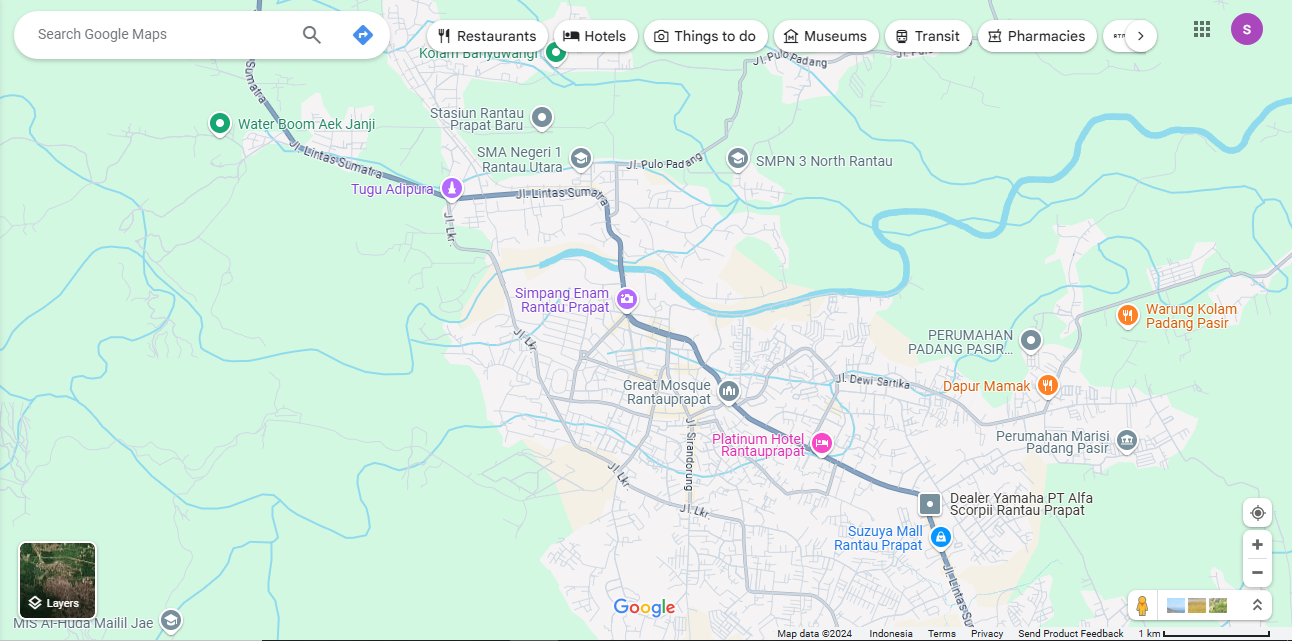 Search Google Maps
Restaurants
Hotels
Things to do
Museums
Transit
Pharmacies
S
Kolam Banyuwangi
Jl. Pulo Padang
Sumatra
Water Boom Aek Janji
Stasiun Rantau
Prapat Baru
Jl. Lintas Sumatra
SMA Negeri 1
Rantau Utara
Jl. Pulo Padang
SMPN 3 North Rantau
Tugu Adipura
Jl. Lintas Sumatra
Jl. Lkr.
Simpang Enam
Rantau Prapat
Warung Kolam
Padang Pasir
Jl. Lkr.
PERUMAHAN
PADANG PASIR...
Great Mosque
Rantauprapat
Jl. Dewi Sartika
Dapur Mamak
Jl. Sirandorung
Platinum Hotel
Rantauprapat
Perumahan Marisi
Padang Pasir
Jl. Lkr.
Jl. Lkr.
Dealer Yamaha PT Alfa
Scorpii Rantau Prapat
Suzuya Mall
Rantau Prapat
Jl. Lintas Sumatra
Layers
Google
MIS Al-Huda Mailil Jae
Map data ©2024
Indonesia
Terms
Privacy
Send Product Feedback
1 km